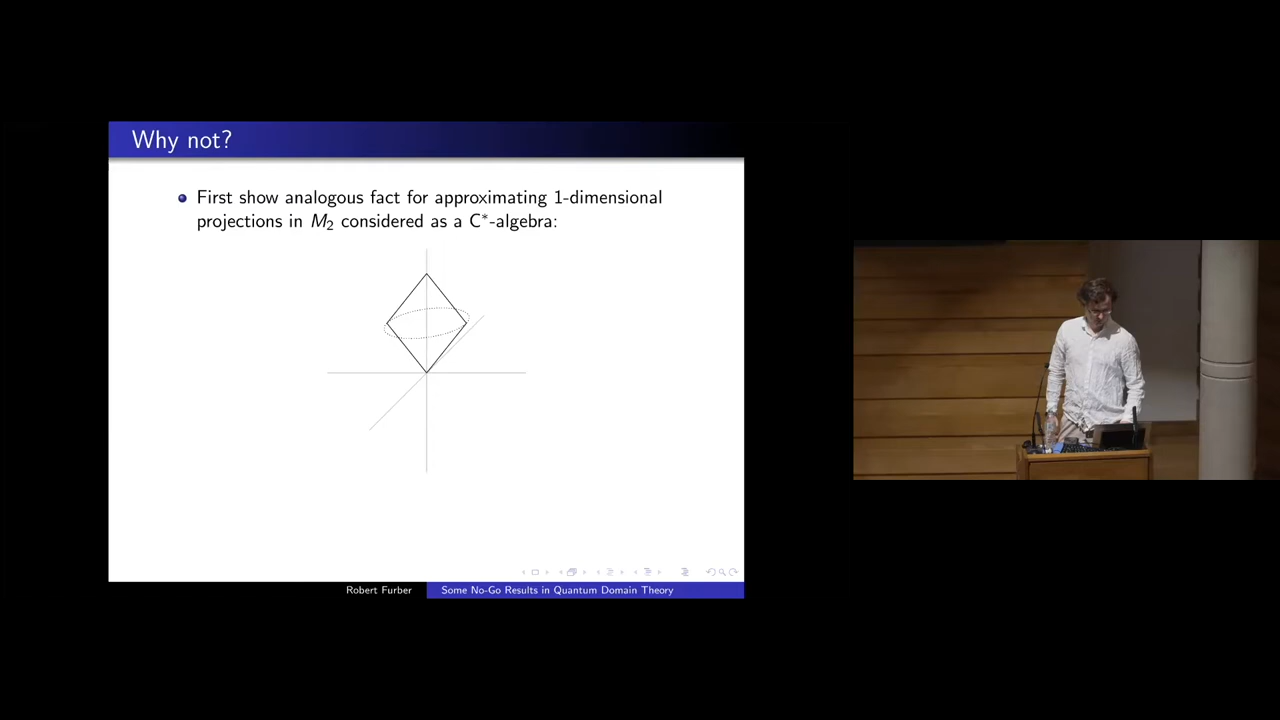 Why not?
First show analogous fact for approximating 1-dimensional
projections in M₂ considered as a C*-algebra:
Robert Furber
Some No-Go Results in Quantum Domain Theory